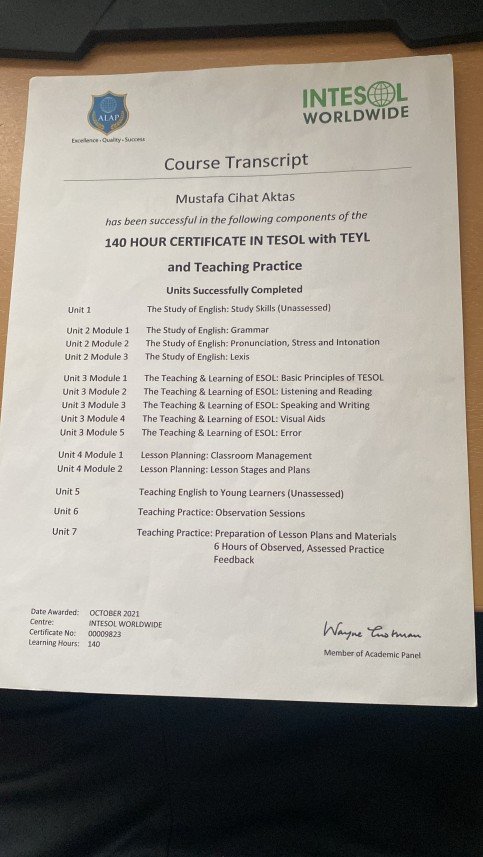 ALAP
Excellence · Quality · Success
INTESOL
WORLDWIDE
Course Transcript
Mustafa Cihat Aktas
has been successful in the following components of the
140 HOUR CERTIFICATE IN TESOL with TEYL
and Teaching Practice
Units Successfully Completed
Unit 1 The Study of English: Study Skills (Unassessed)
Unit 2 Module 1 The Study of English: Grammar
Unit 2 Module 2 The Study of English: Pronunciation, Stress and Intonation
Unit 2 Module 3 The Study of English: Lexis
Unit 3 Module 1 The Teaching & Learning of ESOL: Basic Principles of TESOL
Unit 3 Module 2 The Teaching & Learning of ESOL: Listening and Reading
Unit 3 Module 3 The Teaching & Learning of ESOL: Speaking and Writing
Unit 3 Module 4 The Teaching & Learning of ESOL: Visual Aids
Unit 3 Module 5 The Teaching & Learning of ESOL: Error
Unit 4 Module 1 Lesson Planning: Classroom Management
Unit 4 Module 2 Lesson Planning: Lesson Stages and Plans
Unit 5 Teaching English to Young Learners (Unassessed)
Unit 6 Teaching Practice: Observation Sessions
Unit 7 Teaching Practice: Preparation of Lesson Plans and Materials
6 Hours of Observed, Assessed Practice
Feedback
Date Awarded: OCTOBER 2021
Centre: INTESOL WORLDWIDE
Certificate No: 00009823
Learning Hours: 140
Wayne
Member of Academic Panel